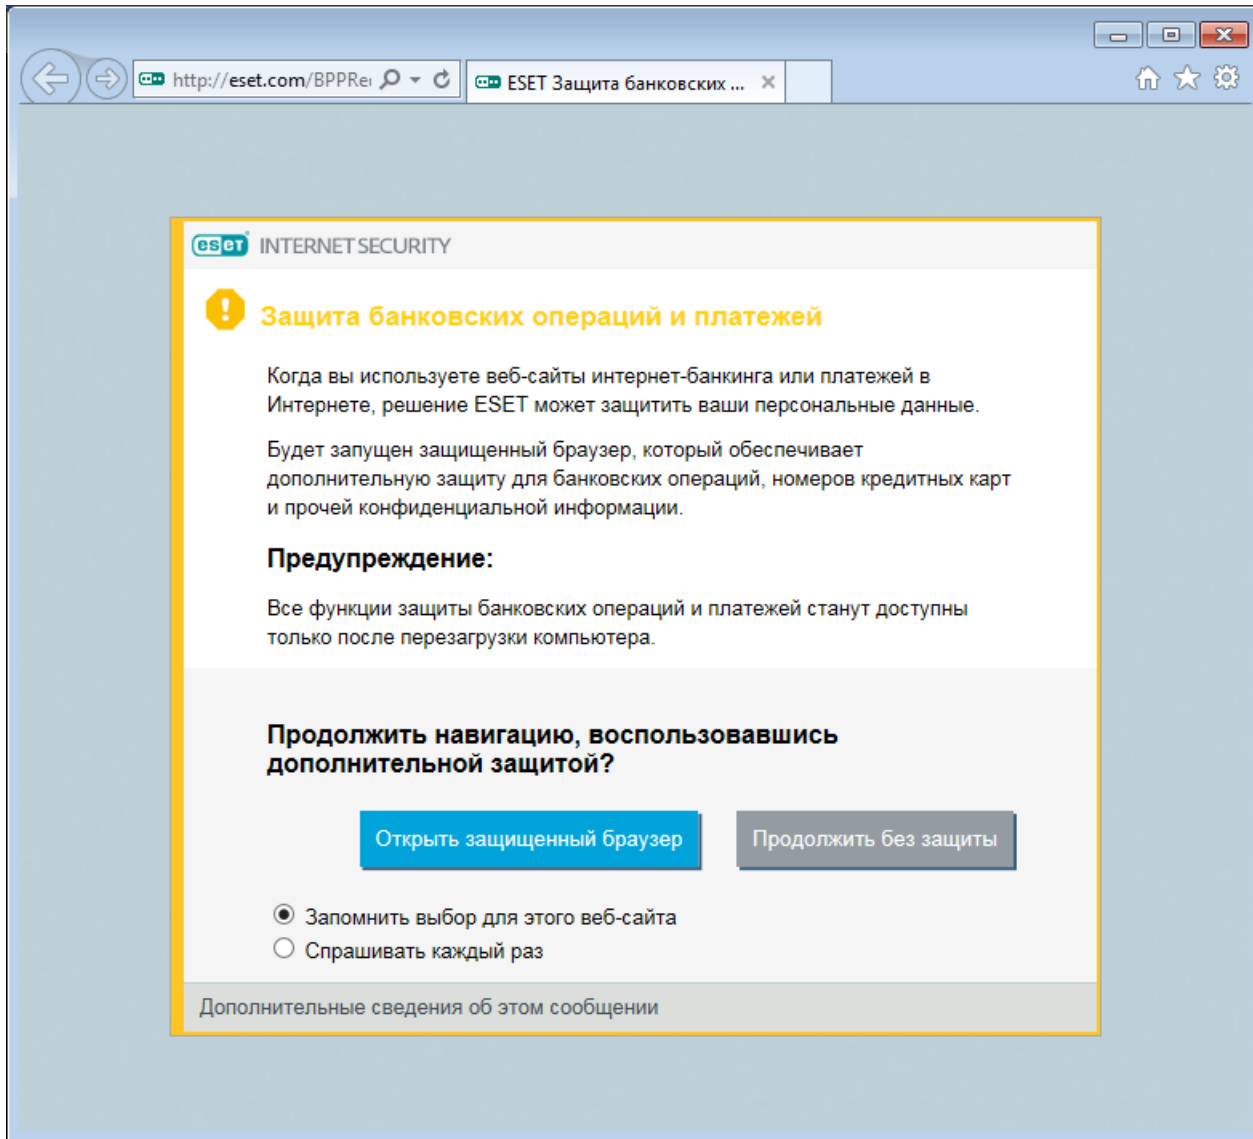 http://eset.com/BPPRe
ESET Защита банковских ...
eset INTERNET SECURITY
Защита банковских операций и платежей
Когда вы используете веб-сайты интернет-банкинга или платежей в
Интернете, решение ESET может защитить ваши персональные данные.
Будет запущен защищенный браузер, который обеспечивает
дополнительную защиту для банковских операций, номеров кредитных карт
и прочей конфиденциальной информации.
Предупреждение:
Все функции защиты банковских операций и платежей станут доступны
только после перезагрузки компьютера.
Продолжить навигацию, воспользовавшись
дополнительной защитой?
Открыть защищенный браузер
Продолжить без защиты
Запомнить выбор для этого веб-сайта
Спрашивать каждый раз
Дополнительные сведения об этом сообщении